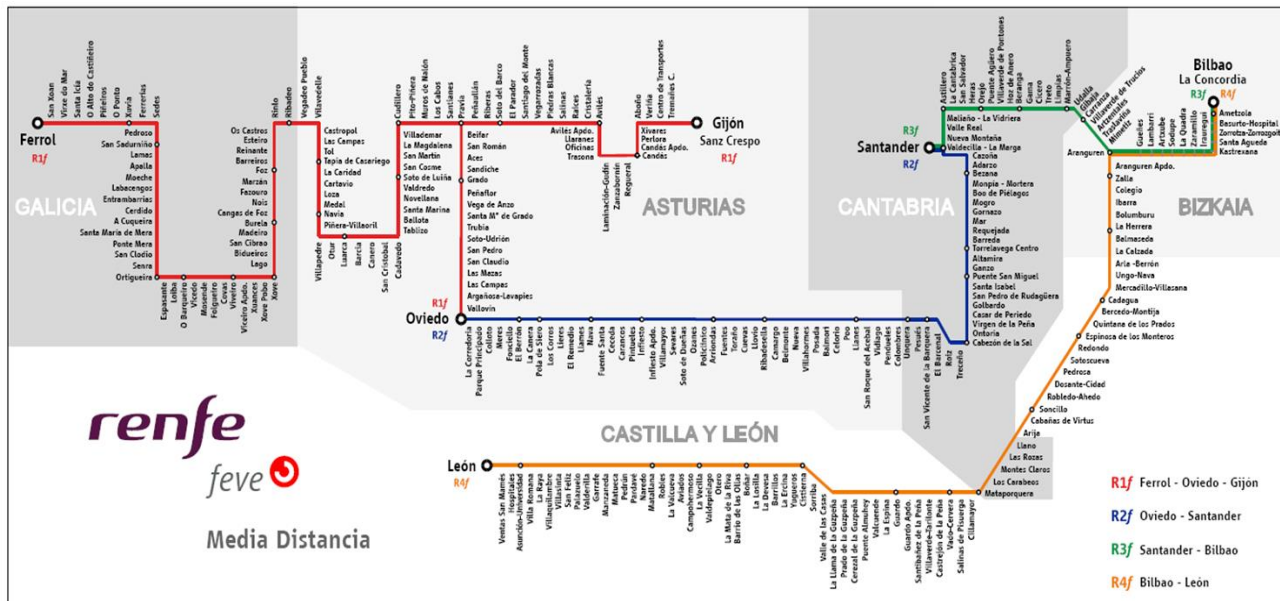 San Xoan
Virxe do Mar
Santa Icía
O Alto do Castiñeiro
Piñeiros
O Ponto
Xuvia
Ferrerías
Sedes
Ferrol
R1f
Pedroso
San Sadurniño
Lamas
Apalla
Moeche
Labacengos
Entrambarrías
Cerdido
A Cuqueira
Santa María de Mera
Ponte Mera
San Clodio
Senra
Ortigueira
GALICIA
Espasante
Loiba
O Barqueiro
Vicedo
Mosende
Folgueiro
Covas
Viveiro
Viveiro Apdo.
Xuances
Xove Pobo
Xove
Os Castros
Esteiro
Reinante
Barreiros
Foz
Marzán
Fazouro
Nois
Cangas de Foz
Burela
Madeiro
San Cibrao
Bidueiros
Lago
Rinlo
Ribadeo
Vegadeo Pueblo
Villavedelle
Castropol
Las Campas
Tol
Tapia de Casariego
La Caridad
Cartavio
Loza
Medal
Navia
Piñera-Villaoril
Villapedre
Otur
Luarca
Barcia
Canero
San Cristobal
Cadavedo
Villademar
La Magdalena
San Martín
San Cosme
Soto de Luiña
Valdredo
Novellana
Santa Marina
Ballota
Tablizo
Cudillero
Pito-Piñera
Muros de Nalón
Los Cabos
Santianes
Pravia
Peñaullán
Riberas
Soto del Barco
El Parador
Santiago del Monte
Vegarrozadas
Piedras Blancas
Salinas
Raíces
Cristalería
Avilés
Avilés Apdo.
Llaranes
Oficinas
Trasona
Laminación-Gudín
Zanzabornín
Regueral
Aboño
Veriña
Centro de Transportes
Tremañes C.
Xivares
Perlora
Candás Apdo.
Candás
Gijón
Sanz Crespo
R1f
ASTURIAS
Beifar
San Román
Aces
Sandiche
Grado
Peñaflor
Vega de Anzo
Santa Mª de Grado
Trubia
Soto-Udrión
San Pedro
San Claudio
Las Mazas
Las Campas
Argañosa-Lavapies
Vallovín
R1f
Oviedo
R2f
La Corredoria
Parque Principado
Colloto
Meres
Fonciello
El Berrón
La Carrera
Pola de Siero
Los Corros
Lieres
El Remedio
Llames
Nava
Fuente Santa
Ceceda
Carancos
Pintueles
Infiesto
Infiesto Apdo.
Villamayor
Sevares
Soto de Dueñas
Ozanes
Policlínico
Arriondas
Fuentes
Toraño
Cuevas
Llovio
Ribadesella
Camargo
Belmonte
Nueva
Villahormes
Posada
Balmori
Celorio
Poo
Llanes
San Roque del Acebal
Vidiago
Pendueles
Colombres
Unquera
Pesués
San Vicente de la Barquera
El Barcenal
Roiz
Treceño
CANTABRIA
R3f
Santander
R2f
Astillero
La Cantabrica
San Salvador
Heras
Orejo
Puente Agüero
Villaverde de Pontones
Hoz de Anero
Beranga
Gama
Cicero
Treto
Limpias
Marrón-Ampuero
Maliaño - La Vidriera
Valle Real
Nueva Montaña
Valdecilla - La Marga
Cazoña
Adarzo
Bezana
Mompía - Mortera
Boo de Piélagos
Mogro
Gornazo
Mar
Requejada
Barreda
Torrelavega Centro
Altamira
Ganzo
Puente San Miguel
Santa Isabel
San Pedro de Rudagüera
Golbardo
Casar de Periedo
Virgen de la Peña
Ontoria
Cabezón de la Sal
Udalla
Gibaja
Carranza
Villaverde de Trucios
Artzentales
Traslaviña
Mimetiz
Aranguren
Gueñes
Lambarri
Artxube
Sodupe
La Quadra
Zaramillo
Irauregui
Bilbao
La Concordia
R3f
R4f
Ametzola
Basurto-Hospital
Zorrotza-Zorrozgoiti
Santa Agueda
Kastrexana
BIZKAIA
Aranguren Apdo.
Zalla
Colegio
Ibarra
Bolumburu
La Herrera
Balmaseda
La Calzada
Arla -Berrón
Ungo-Nava
Mercadillo-Villasana
Cadagua
Bercedo-Montija
Quintana de los Prados
Espinosa de los Monteros
Redondo
Sotoscueva
Pedrosa
Dosante-Cidad
Robledo-Ahedo
Soncillo
Cabañas de Virtus
Arija
Llano
Las Rozas
Montes Claros
Los Carabeos
Mataporquera
CASTILLA Y LEÓN
León
R4f
Ventas San Mamés
Hospitales
Asunción-Universidad
Villa Romana
La Raya
Villaquilambre
Villasinta
San Feliz
Palazuelo
Valderilla
Garrafe
Manzaneda
Matueca
Pedrún
Pardavé
Naredo
Matallana
Robles
La Valcueva
Aviados
Campohermoso
La Vecilla
Valdepielago
Otero
La Mata de la Riva
Barrio de las Ollas
Boñar
La Losilla
La Devesa
Barrillos
La Ercina
Yugueros
Cistierna
Sorriba
Valle de las Casas
La Llama de la Guzpeña
Prado de la Guzpeña
Cerezal de la Guzpeña
Puente Almuhey
Valcuende
La Espina
Guardo
Guardo Apdo.
Santibañez de la Peña
Villaverde-Tarilonte
Castrejón de la Peña
Vado-Cervera
Salinas de Pisuerga
Cillamayor
renfe
feve
Media Distancia
R1f Ferrol - Oviedo - Gijón
R2f Oviedo - Santander
R3f Santander - Bilbao
R4f Bilbao - León